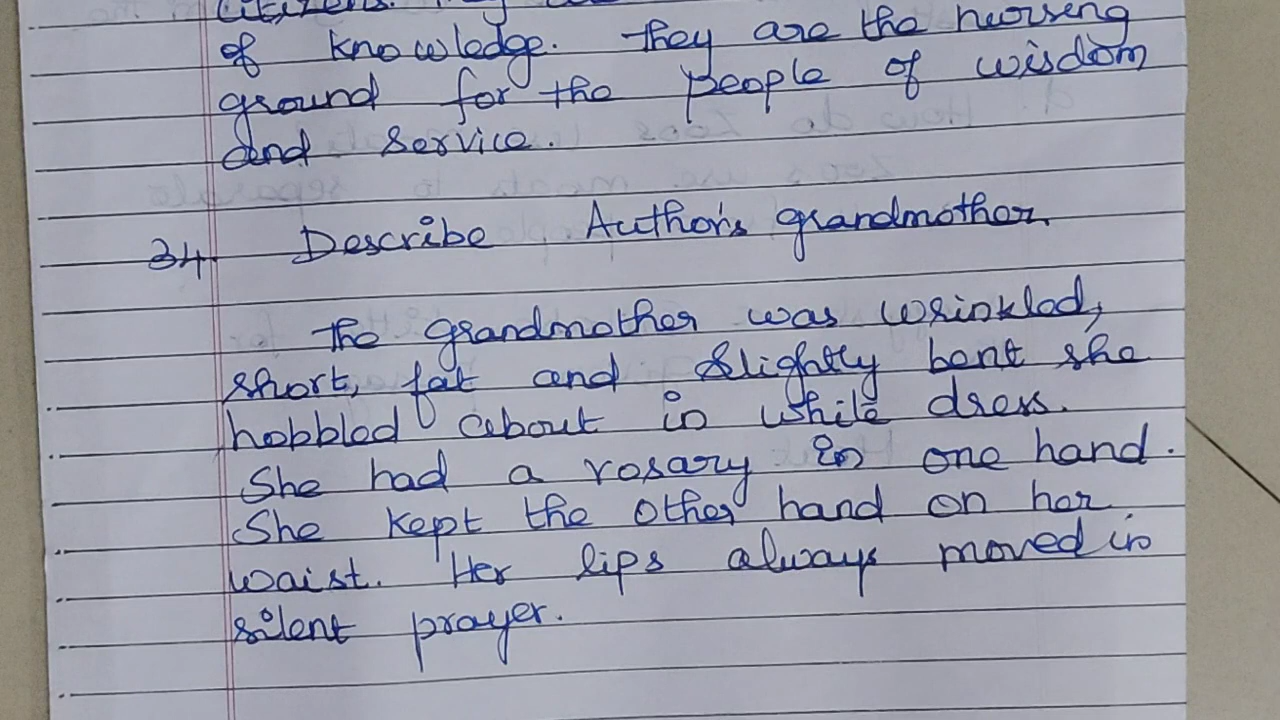 citizens. They
of knowledge. They are the nursing
ground for the people of wisdom
and service.
34. Describe Author's grandmother.
The grandmother was wrinkled,
short, fat and slightly bent she
hobbled about in white dress.
She had a rosary in one hand.
She kept the other hand on her
waist. Her lips always moved in
silent prayer.